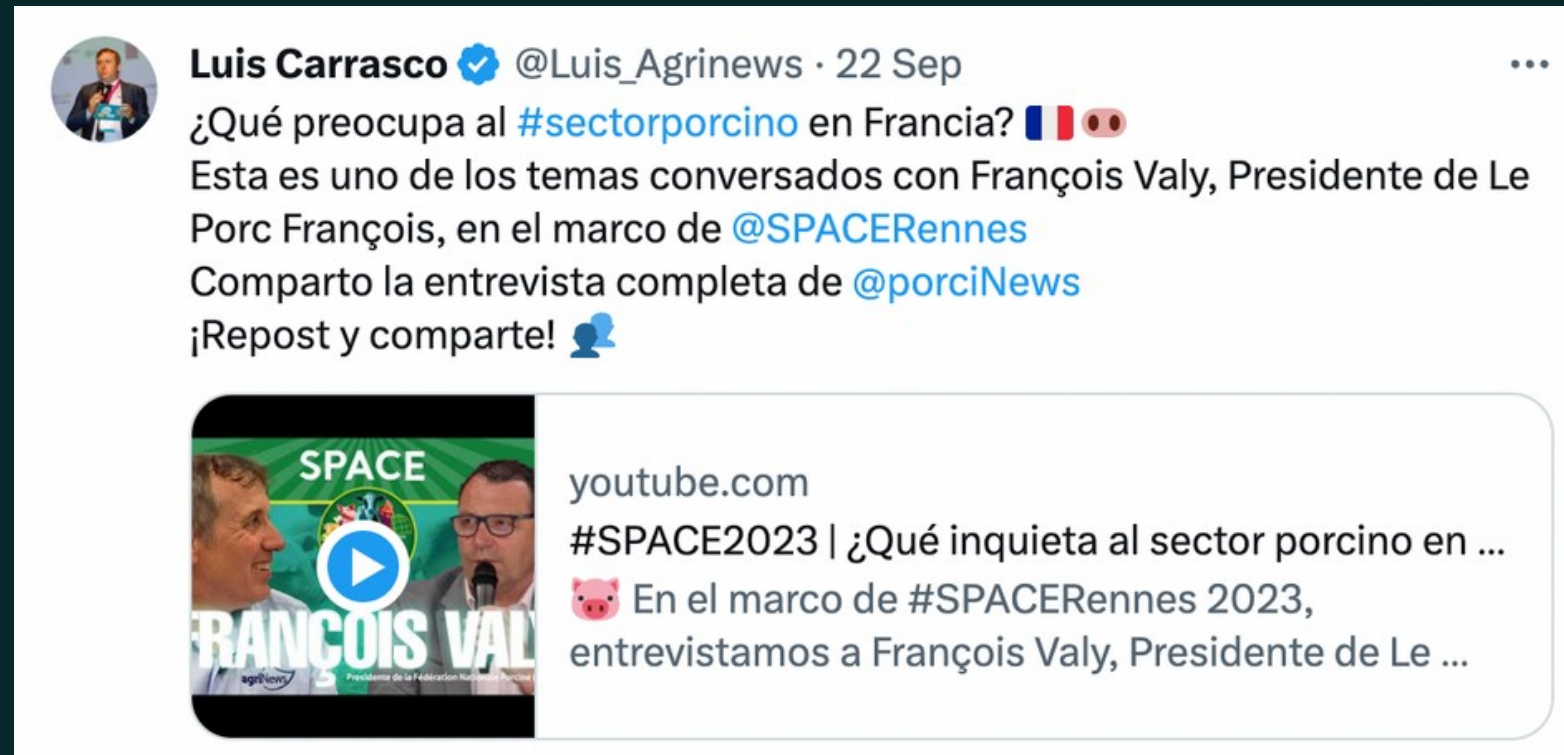 Luis Carrasco @Luis_Agrinews · 22 Sep
¿Qué preocupa al #sectorporcino en Francia? 🇫🇷🐽
Esta es uno de los temas conversados con François Valy, Presidente de Le
Porc François, en el marco de @SPACERennes
Comparto la entrevista completa de @porciNews
¡Repost y comparte! 👥
SPACE
FRANÇOIS VALY
agriNews
Presidente de la Fédération Nationale Porcine
youtube.com
#SPACE2023 | ¿Qué inquieta al sector porcino en ...
🐷 En el marco de #SPACERennes 2023,
entrevistamos a François Valy, Presidente de Le ...